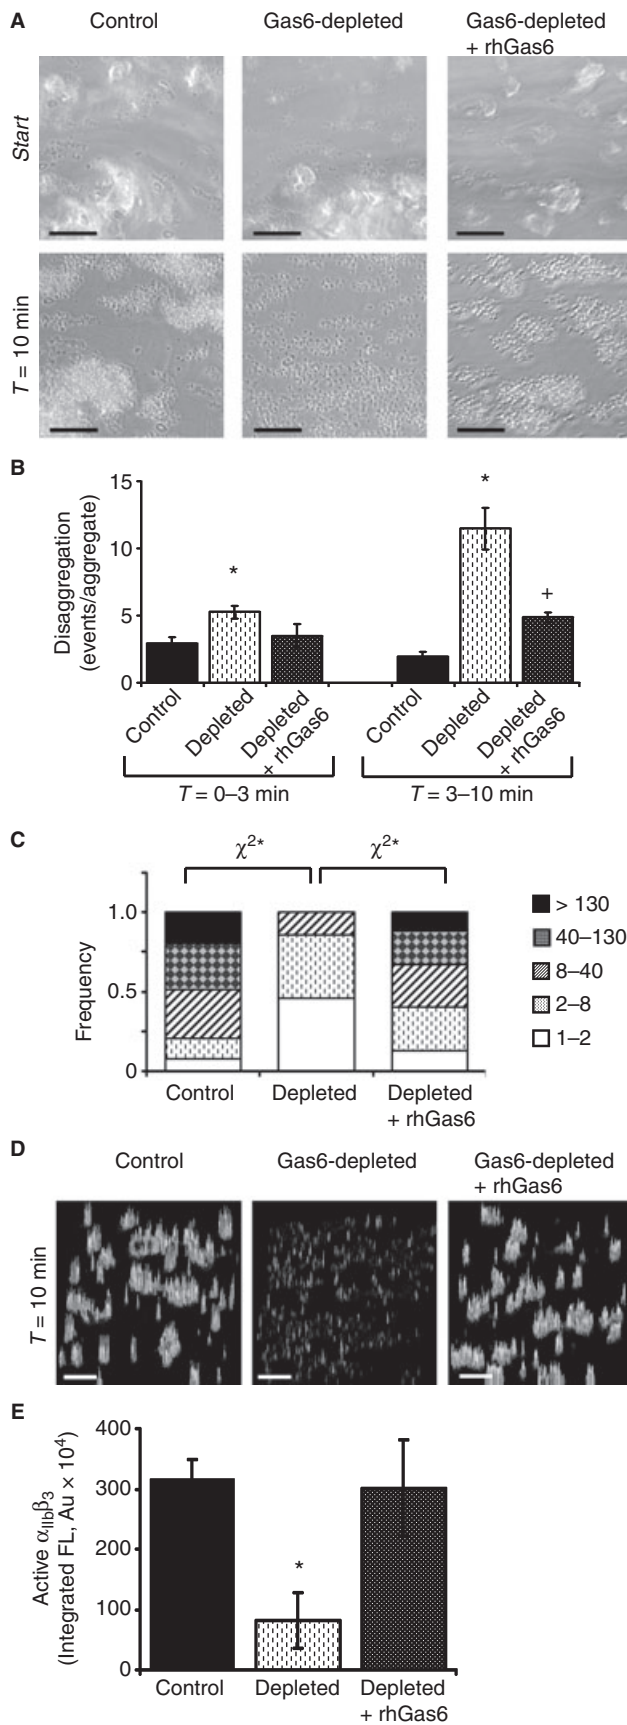 A
Control
Gas6-depleted
Gas6-depleted
+ rhGas6
Start
T = 10 min
B
Disaggregation
(events/aggregate)
15
10
5
0
Control
Depleted
Depleted
+ rhGas6
Control
Depleted
Depleted
+ rhGas6
*
*
+
T = 0–3 min
T = 3–10 min
C
χ²*
χ²*
Frequency
1.0
0.5
0
Control
Depleted
Depleted
+ rhGas6
> 130
40–130
8–40
2–8
1–2
D
Control
Gas6-depleted
Gas6-depleted
+ rhGas6
T = 10 min
E
Active αIIbβ3
(Integrated FL, Au × 10⁴)
400
300
200
100
0
*
Control
Depleted
Depleted
+ rhGas6